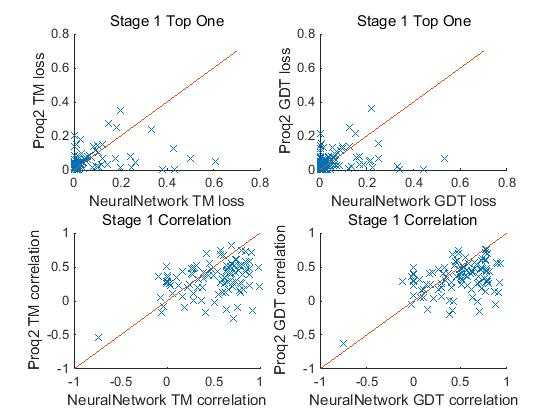 Stage 1 Top One
Stage 1 Top One
Proq2 TM loss
0.8
0.6
0.4
0.2
0
0 0.2 0.4 0.6 0.8
NeuralNetwork TM loss
Proq2 GDT loss
0.8
0.6
0.4
0.2
0
0 0.2 0.4 0.6 0.8
NeuralNetwork GDT loss
Stage 1 Correlation
Stage 1 Correlation
Proq2 TM correlation
1
0.5
0
-0.5
-1
-1 -0.5 0 0.5 1
NeuralNetwork TM correlation
Proq2 GDT correlation
1
0.5
0
-0.5
-1
-1 -0.5 0 0.5 1
NeuralNetwork GDT correlation